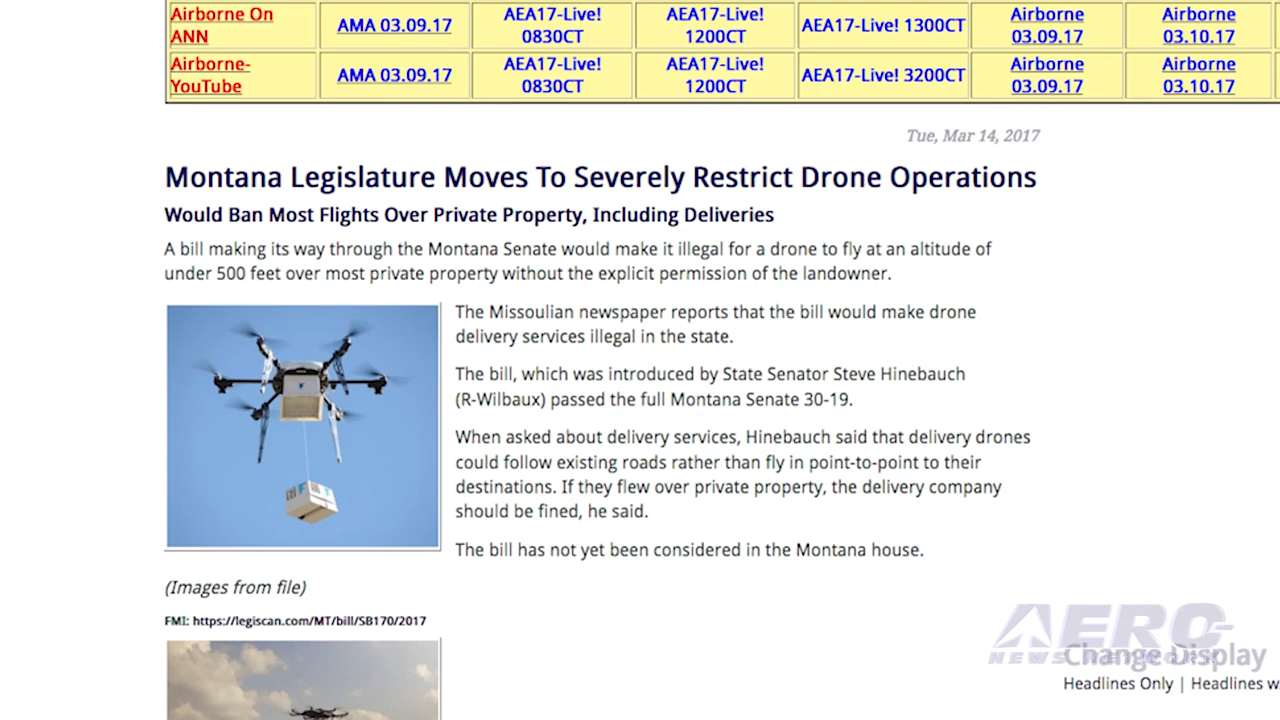 Airborne On ANN
AMA 03.09.17
AEA17-Live! 0830CT
AEA17-Live! 1200CT
AEA17-Live! 1300CT
Airborne 03.09.17
Airborne 03.10.17
Airborne-YouTube
AMA 03.09.17
AEA17-Live! 0830CT
AEA17-Live! 1200CT
AEA17-Live! 3200CT
Airborne 03.09.17
Airborne 03.10.17
Tue, Mar 14, 2017
Montana Legislature Moves To Severely Restrict Drone Operations
Would Ban Most Flights Over Private Property, Including Deliveries
A bill making its way through the Montana Senate would make it illegal for a drone to fly at an altitude of
under 500 feet over most private property without the explicit permission of the landowner.
The Missoulian newspaper reports that the bill would make drone
delivery services illegal in the state.
The bill, which was introduced by State Senator Steve Hinebauch
(R-Wilbaux) passed the full Montana Senate 30-19.
When asked about delivery services, Hinebauch said that delivery drones
could follow existing roads rather than fly in point-to-point to their
destinations. If they flew over private property, the delivery company
should be fined, he said.
The bill has not yet been considered in the Montana house.
(Images from file)
FMI: https://legiscan.com/MT/bill/SB170/2017
AERO
NEWS
Change Display
Headlines Only | Headlines